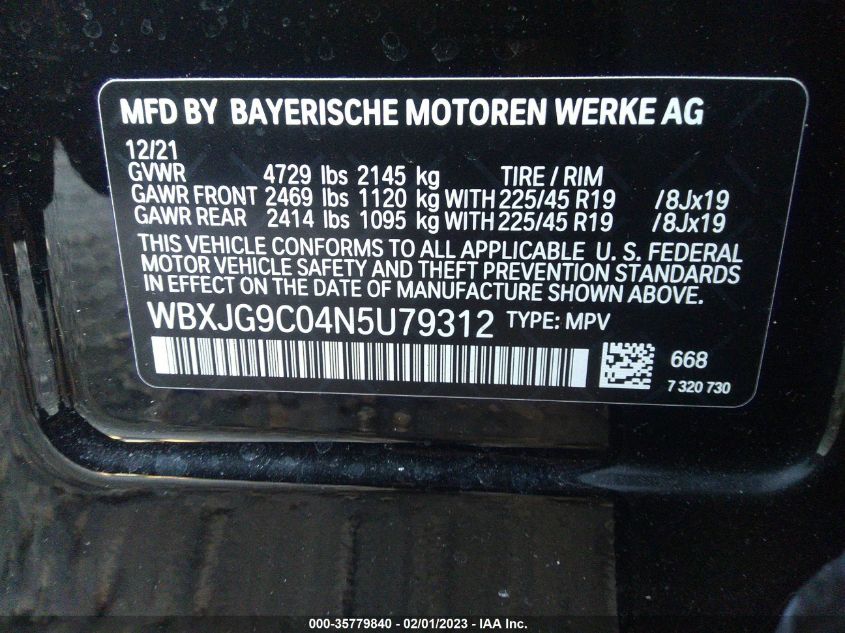 MFD BY BAYERISCHE MOTOREN WERKE AG
12/21
GVWR 4729 lbs 2145 kg TIRE / RIM
GAWR FRONT 2469 lbs 1120 kg WITH 225/45 R19 /8Jx19
GAWR REAR 2414 lbs 1095 kg WITH 225/45 R19 /8Jx19
THIS VEHICLE CONFORMS TO ALL APPLICABLE U. S. FEDERAL
MOTOR VEHICLE SAFETY AND THEFT PREVENTION STANDARDS
IN EFFECT ON THE DATE OF MANUFACTURE SHOWN ABOVE.
WBXJG9C04N5U79312 TYPE: MPV
668
7 320 730
000-35779840 - 02/01/2023 - IAA Inc.